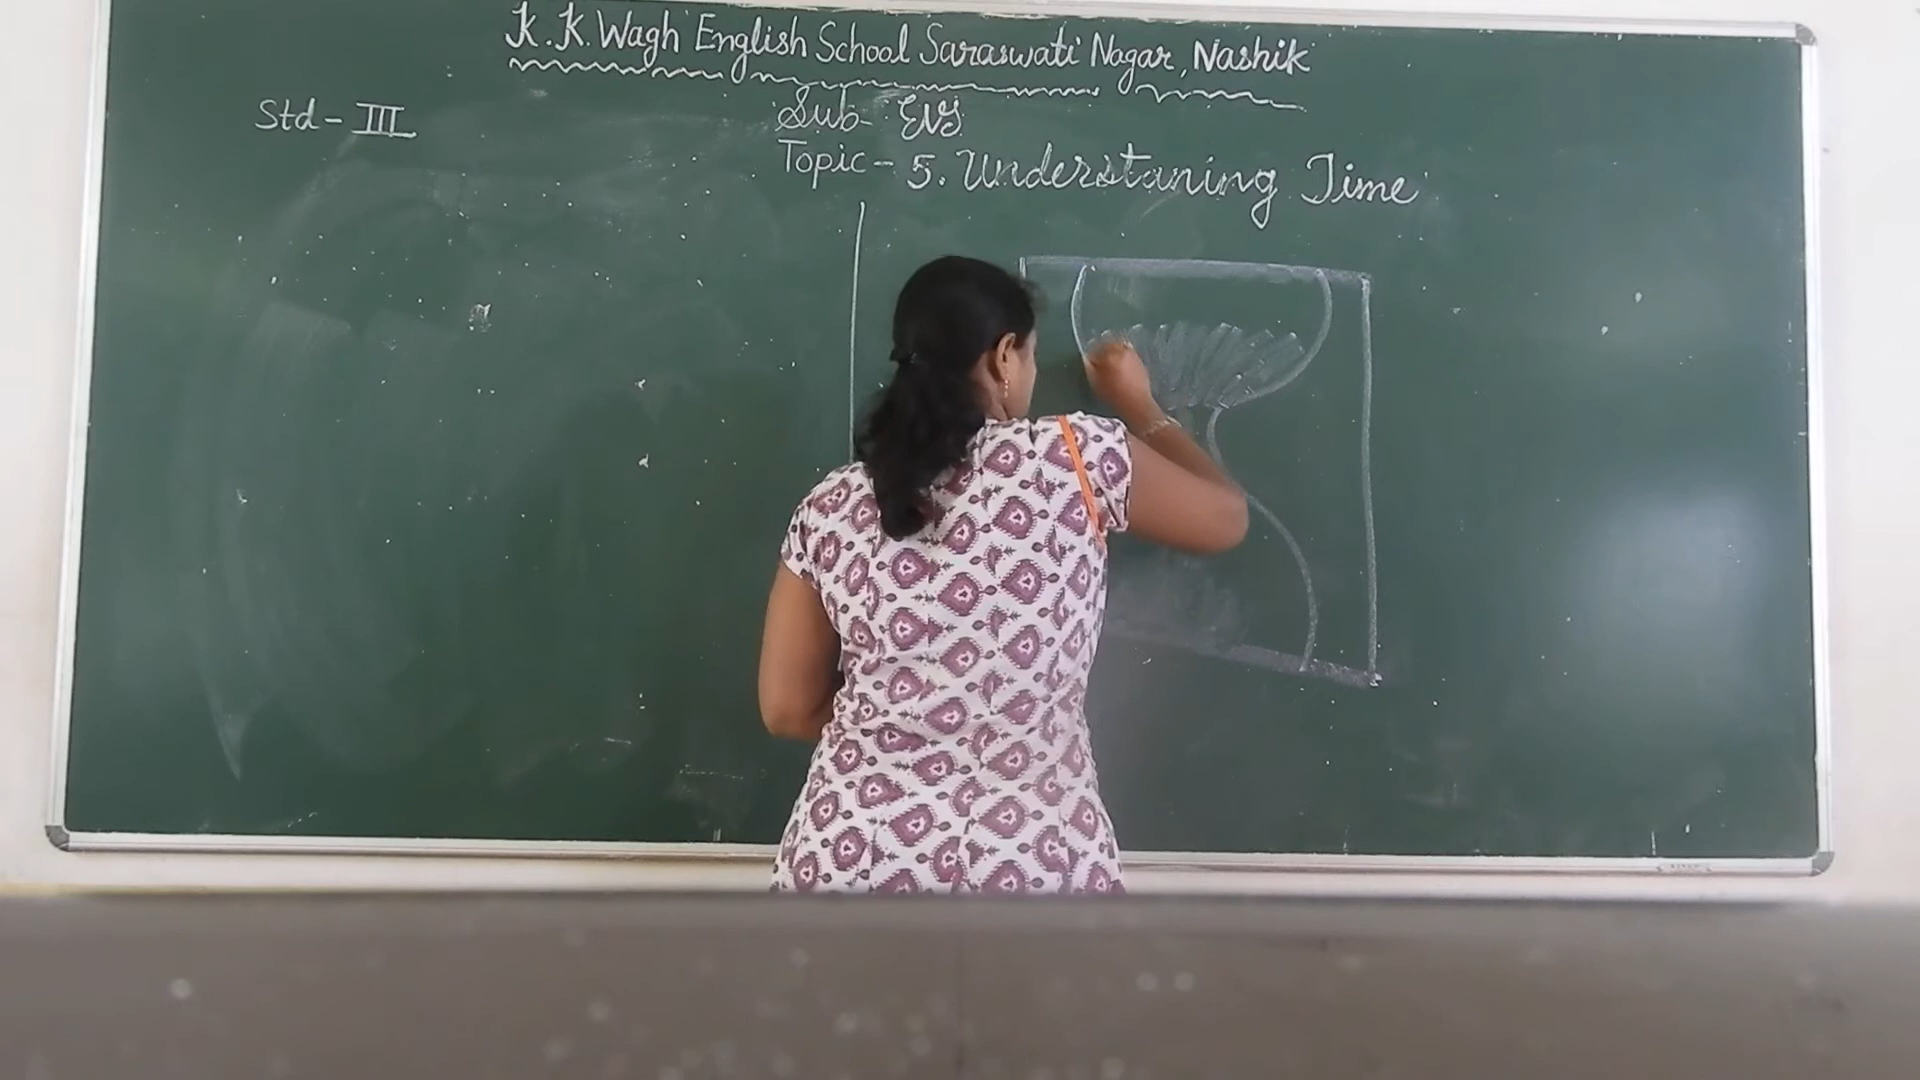 K. K. Wagh English School Saraswati Nagar, Nashik
Std - III
Sub - EVS
Topic - 5. Understaning Time